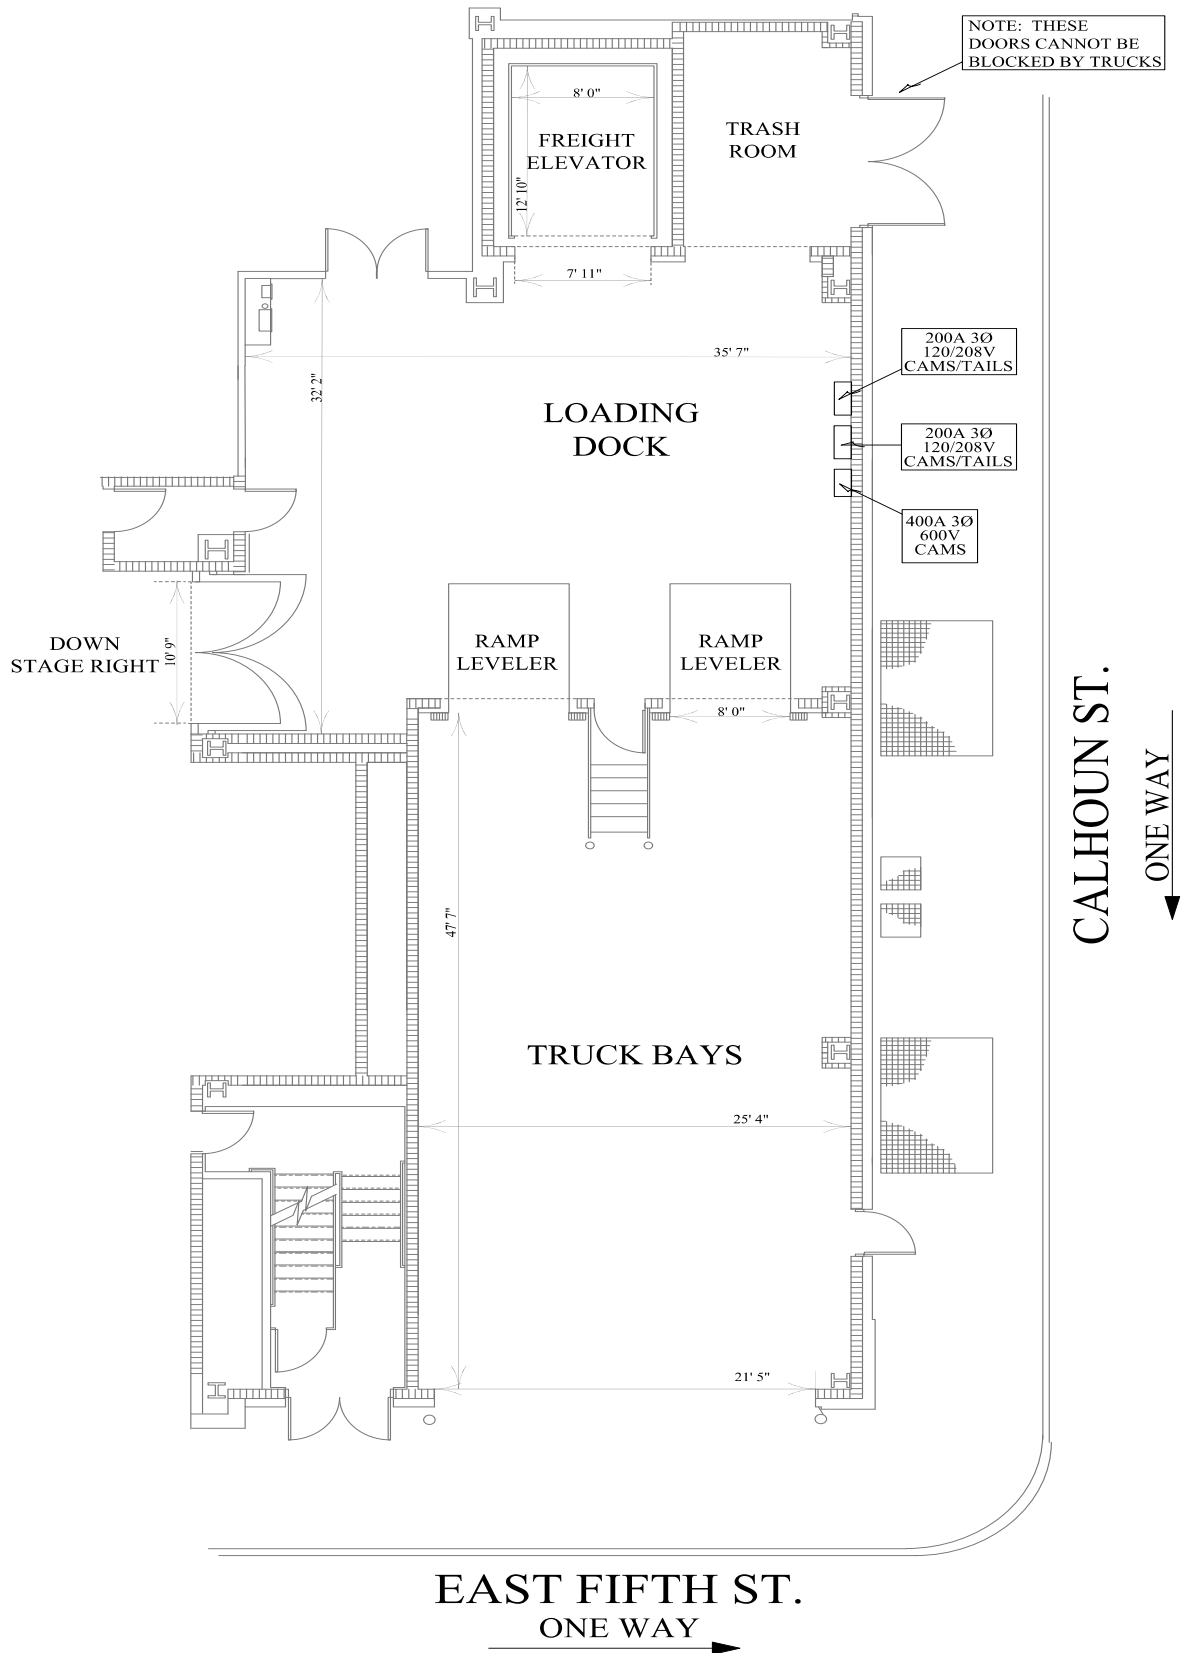 NOTE: THESE
DOORS CANNOT BE
BLOCKED BY TRUCKS
8' 0"
TRASH
ROOM
FREIGHT
ELEVATOR
12' 10"
7' 11"
200A 3Ø
120/208V
CAMS/TAILS
35' 7"
32' 2"
LOADING
DOCK
200A 3Ø
120/208V
CAMS/TAILS
400A 3Ø
600V
CAMS
DOWN
STAGE RIGHT
10' 9"
RAMP
LEVELER
RAMP
LEVELER
8' 0"
CALHOUN ST.
ONE WAY
47' 7"
TRUCK BAYS
25' 4"
21' 5"
EAST FIFTH ST.
ONE WAY